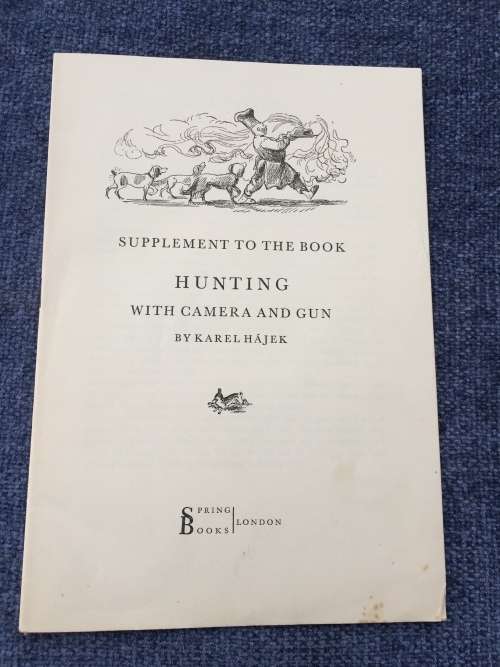 SUPPLEMENT TO THE BOOK
HUNTING
WITH CAMERA AND GUN
BY KAREL HÁJEK
SPRING
BOOKS LONDON